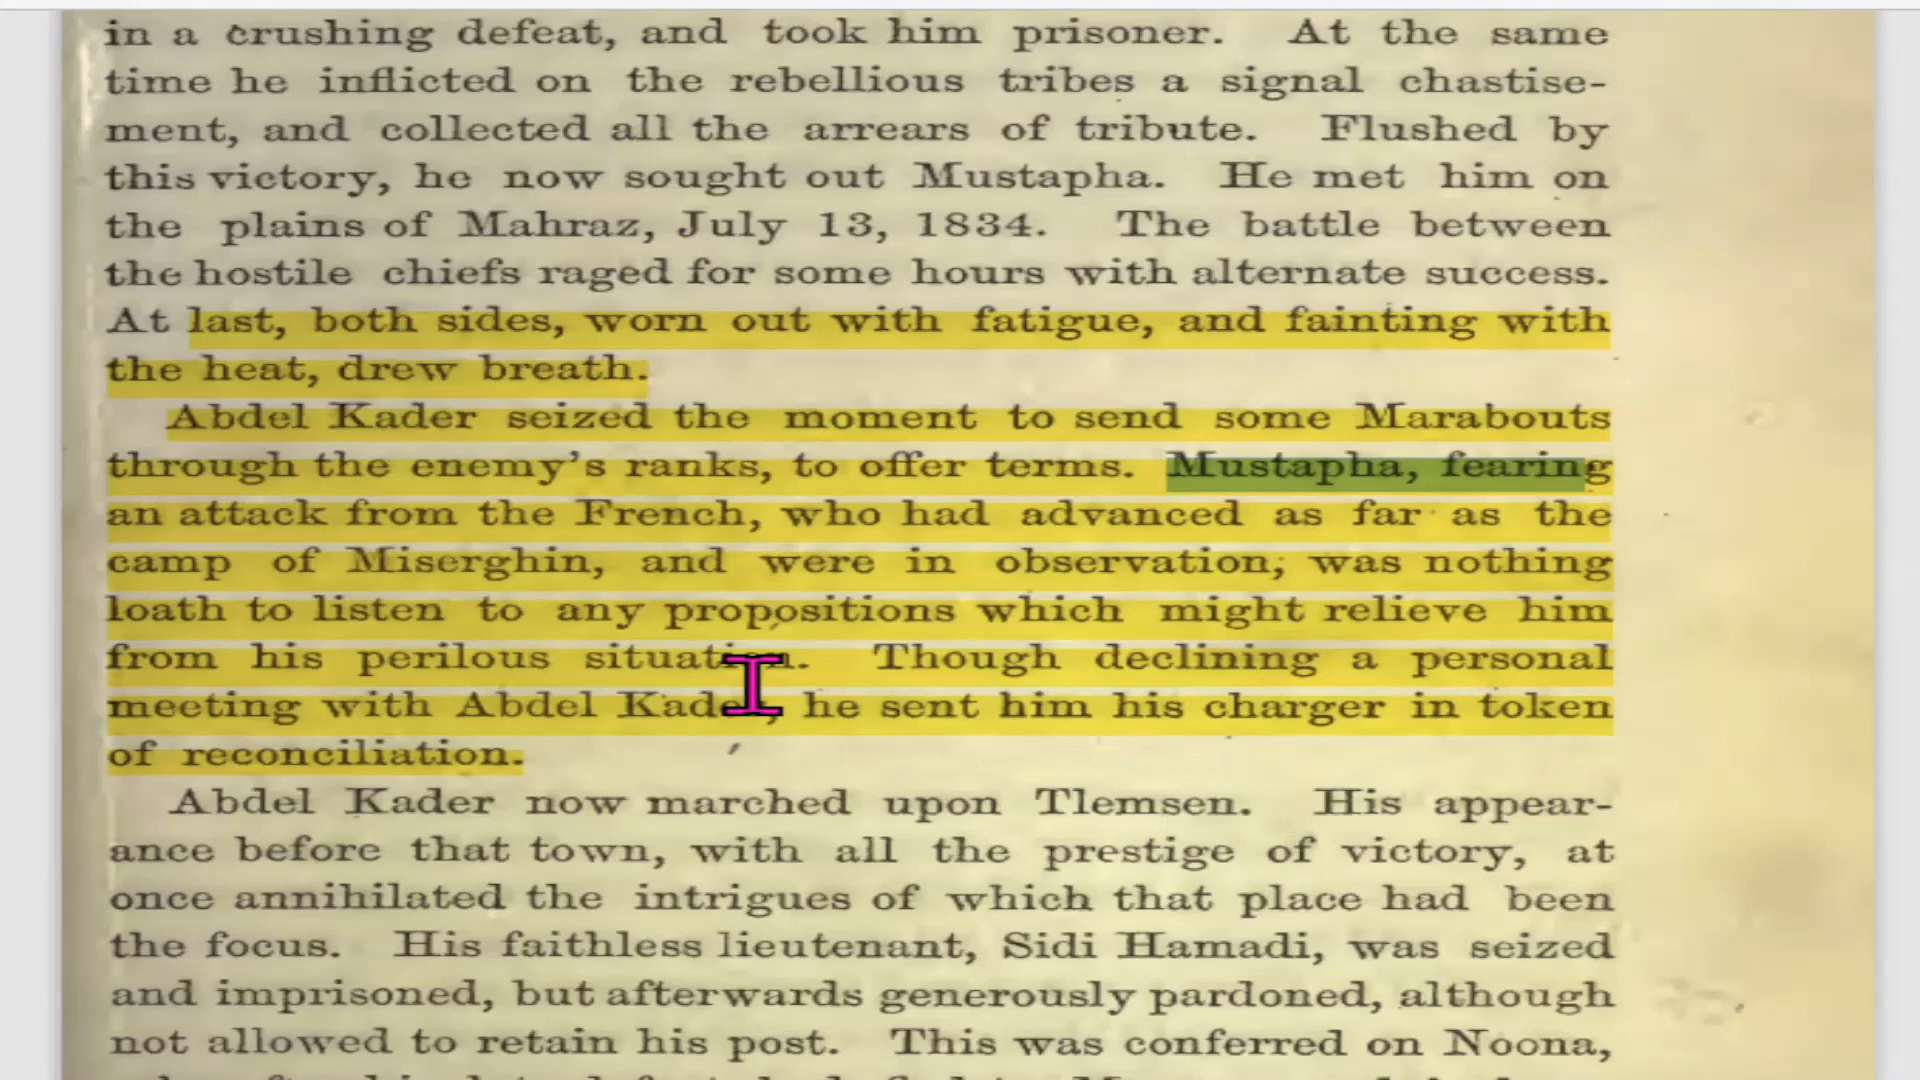 in a crushing defeat, and took him prisoner. At the same
time he inflicted on the rebellious tribes a signal chastise-
ment, and collected all the arrears of tribute. Flushed by
this victory, he now sought out Mustapha. He met him on
the plains of Mahraz, July 13, 1834. The battle between
the hostile chiefs raged for some hours with alternate success.
At last, both sides, worn out with fatigue, and fainting with
the heat, drew breath.
Abdel Kader seized the moment to send some Marabouts
through the enemy's ranks, to offer terms. Mustapha, fearing
an attack from the French, who had advanced as far as the
camp of Miserghin, and were in observation, was nothing
loath to listen to any propositions which might relieve him
from his perilous situation. Though declining a personal
meeting with Abdel Kader, he sent him his charger in token
of reconciliation.
Abdel Kader now marched upon Tlemsen. His appear-
ance before that town, with all the prestige of victory, at
once annihilated the intrigues of which that place had been
the focus. His faithless lieutenant, Sidi Hamadi, was seized
and imprisoned, but afterwards generously pardoned, although
not allowed to retain his post. This was conferred on Noona,